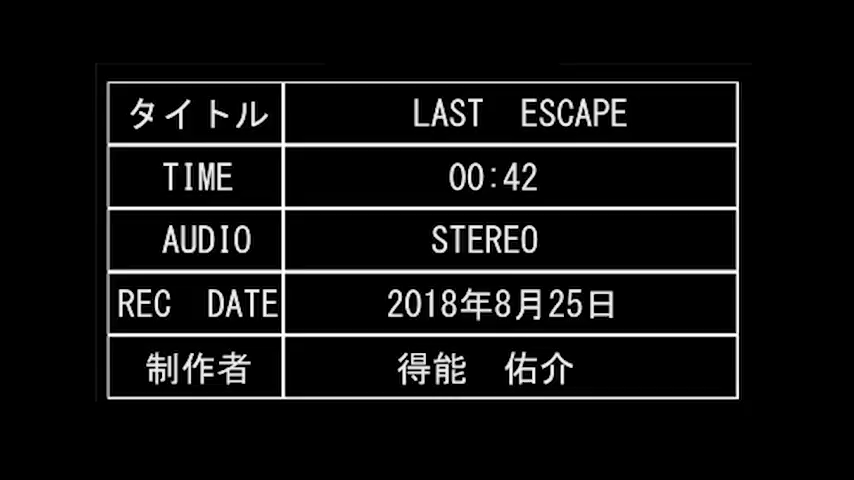 タイトル LAST ESCAPE
TIME 00:42
AUDIO STEREO
REC DATE 2018年8月25日
制作者 得能 佑介